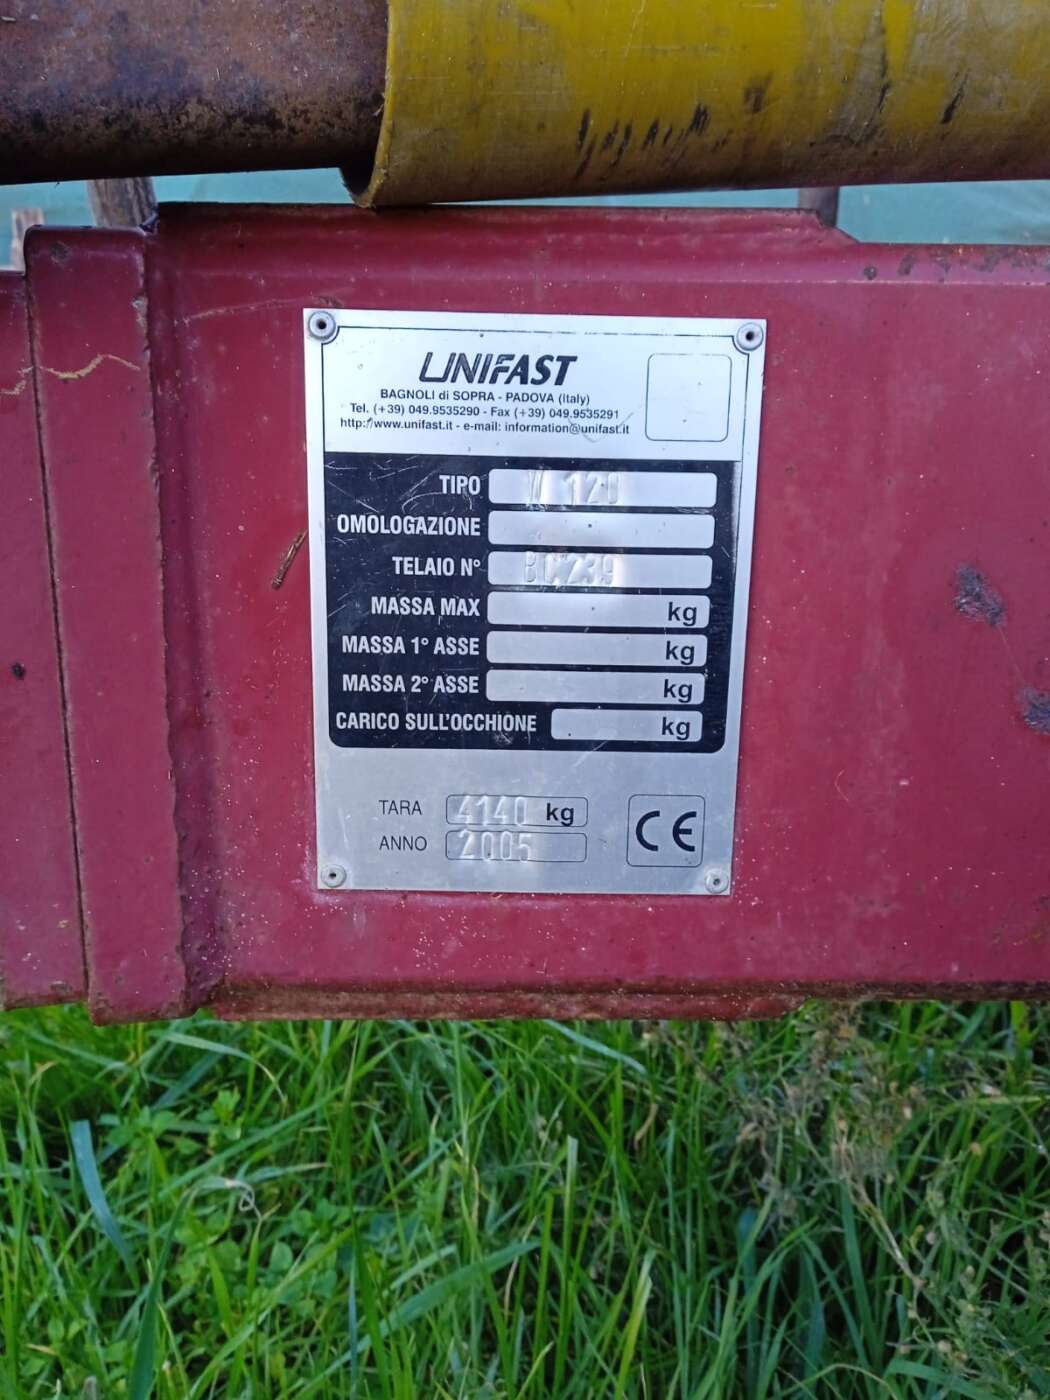 UNIFAST
BAGNOLI di SOPRA - PADOVA (Italy)
Tel. (+39) 049.9535290 - Fax (+39) 049.9535291
http://www.unifast.it - e-mail: information@unifast.it
TIPO W 120
OMOLOGAZIONE
TELAIO N° BC239
MASSA MAX kg
MASSA 1° ASSE kg
MASSA 2° ASSE kg
CARICO SULL'OCCHIONE kg
TARA 4140 kg
ANNO 2005
CE